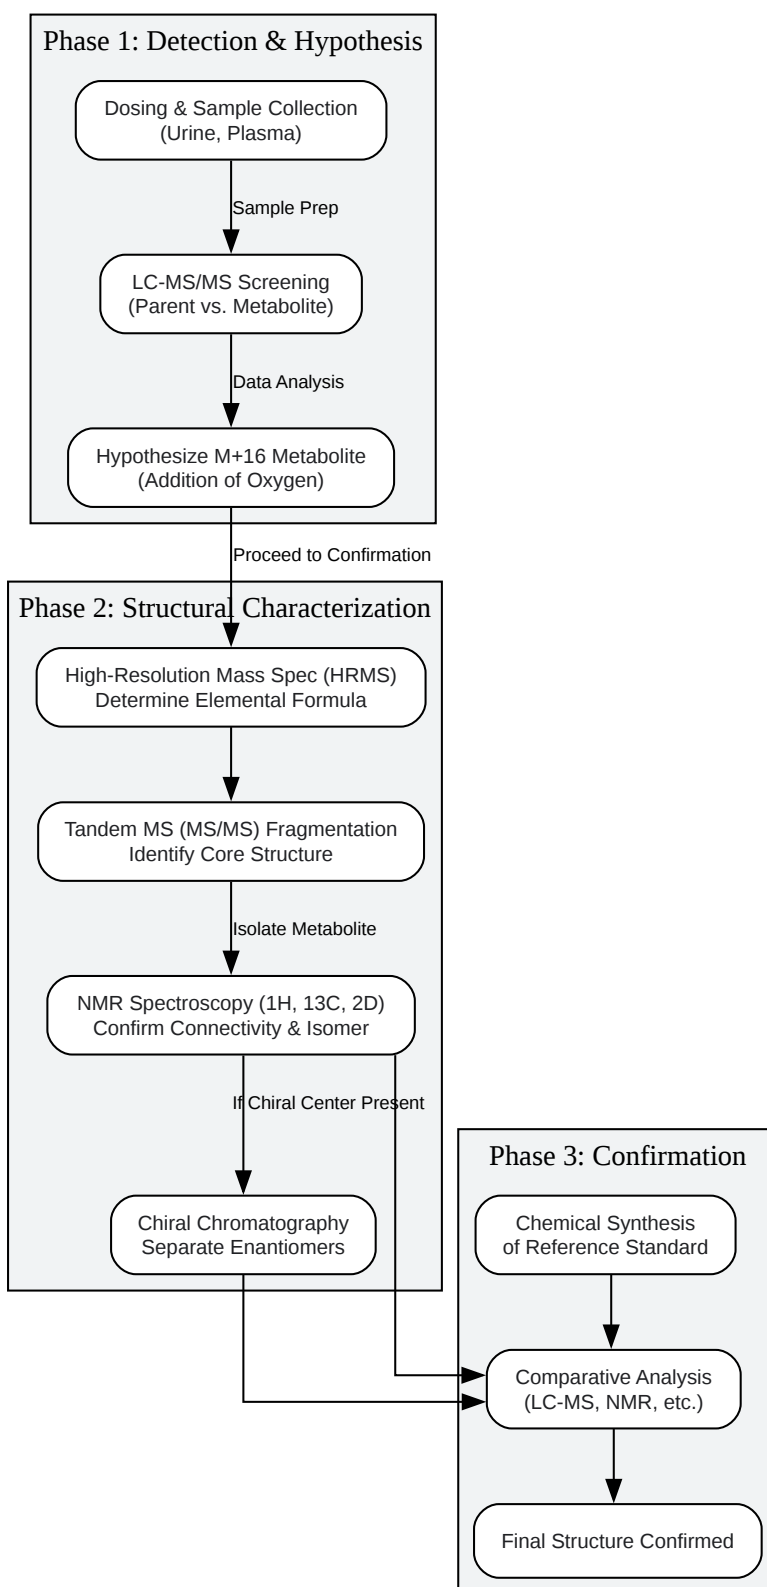 Phase 1: Detection & Hypothesis
Dosing & Sample Collection
(Urine, Plasma)
Sample Prep
LC-MS/MS Screening
(Parent vs. Metabolite)
Data Analysis
Hypothesize M+16 Metabolite
(Addition of Oxygen)
Proceed to Confirmation
Phase 2: Structural Characterization
High-Resolution Mass Spec (HRMS)
Determine Elemental Formula
Tandem MS (MS/MS) Fragmentation
Identify Core Structure
Isolate Metabolite
NMR Spectroscopy (1H, 13C, 2D)
Confirm Connectivity & Isomer
If Chiral Center Present
Chiral Chromatography
Separate Enantiomers
Phase 3: Confirmation
Chemical Synthesis
of Reference Standard
Comparative Analysis
(LC-MS, NMR, etc.)
Final Structure Confirmed